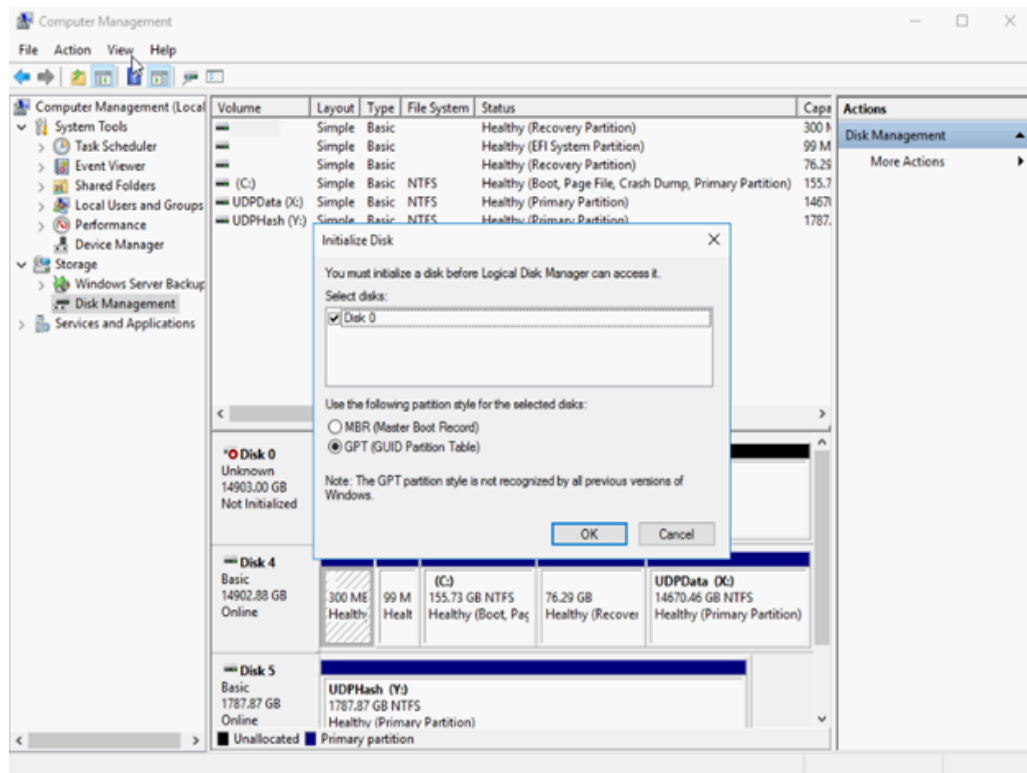 Computer Management
File Action View Help
Computer Management (Local
System Tools
Task Scheduler
Event Viewer
Shared Folders
Local Users and Groups
Performance
Device Manager
Storage
Windows Server Backup
Disk Management
Services and Applications
Volume Layout Type File System Status Capa
Simple Basic Healthy (Recovery Partition) 300 M
Simple Basic Healthy (EFI System Partition) 99 M
Simple Basic Healthy (Recovery Partition) 76.29
(C:) Simple Basic NTFS Healthy (Boot, Page File, Crash Dump, Primary Partition) 155.7
UDPData (X:) Simple Basic NTFS Healthy (Primary Partition) 1467
UDPHash (Y:) Simple Basic NTFS Healthy (Primary Partition) 1787.
Actions
Disk Management
More Actions
Initialize Disk
You must initialize a disk before Logical Disk Manager can access it.
Select disks:
Disk 0
Use the following partition style for the selected disks:
MBR (Master Boot Record)
GPT (GUID Partition Table)
Note: The GPT partition style is not recognized by all previous versions of
Windows.
OK Cancel
Disk 0
Unknown
14903.00 GB
Not Initialized
Disk 4
Basic
14902.88 GB
Online
300 ME
Healthy
99 M
Healt
(C:)
155.73 GB NTFS
Healthy (Boot, Pag
76.29 GB
Healthy (Recover
UDPData (X:)
14670.46 GB NTFS
Healthy (Primary Partition)
Disk 5
Basic
1787.87 GB
Online
UDPHash (Y:)
1787.87 GB NTFS
Healthy (Primary Partition)
Unallocated Primary partition